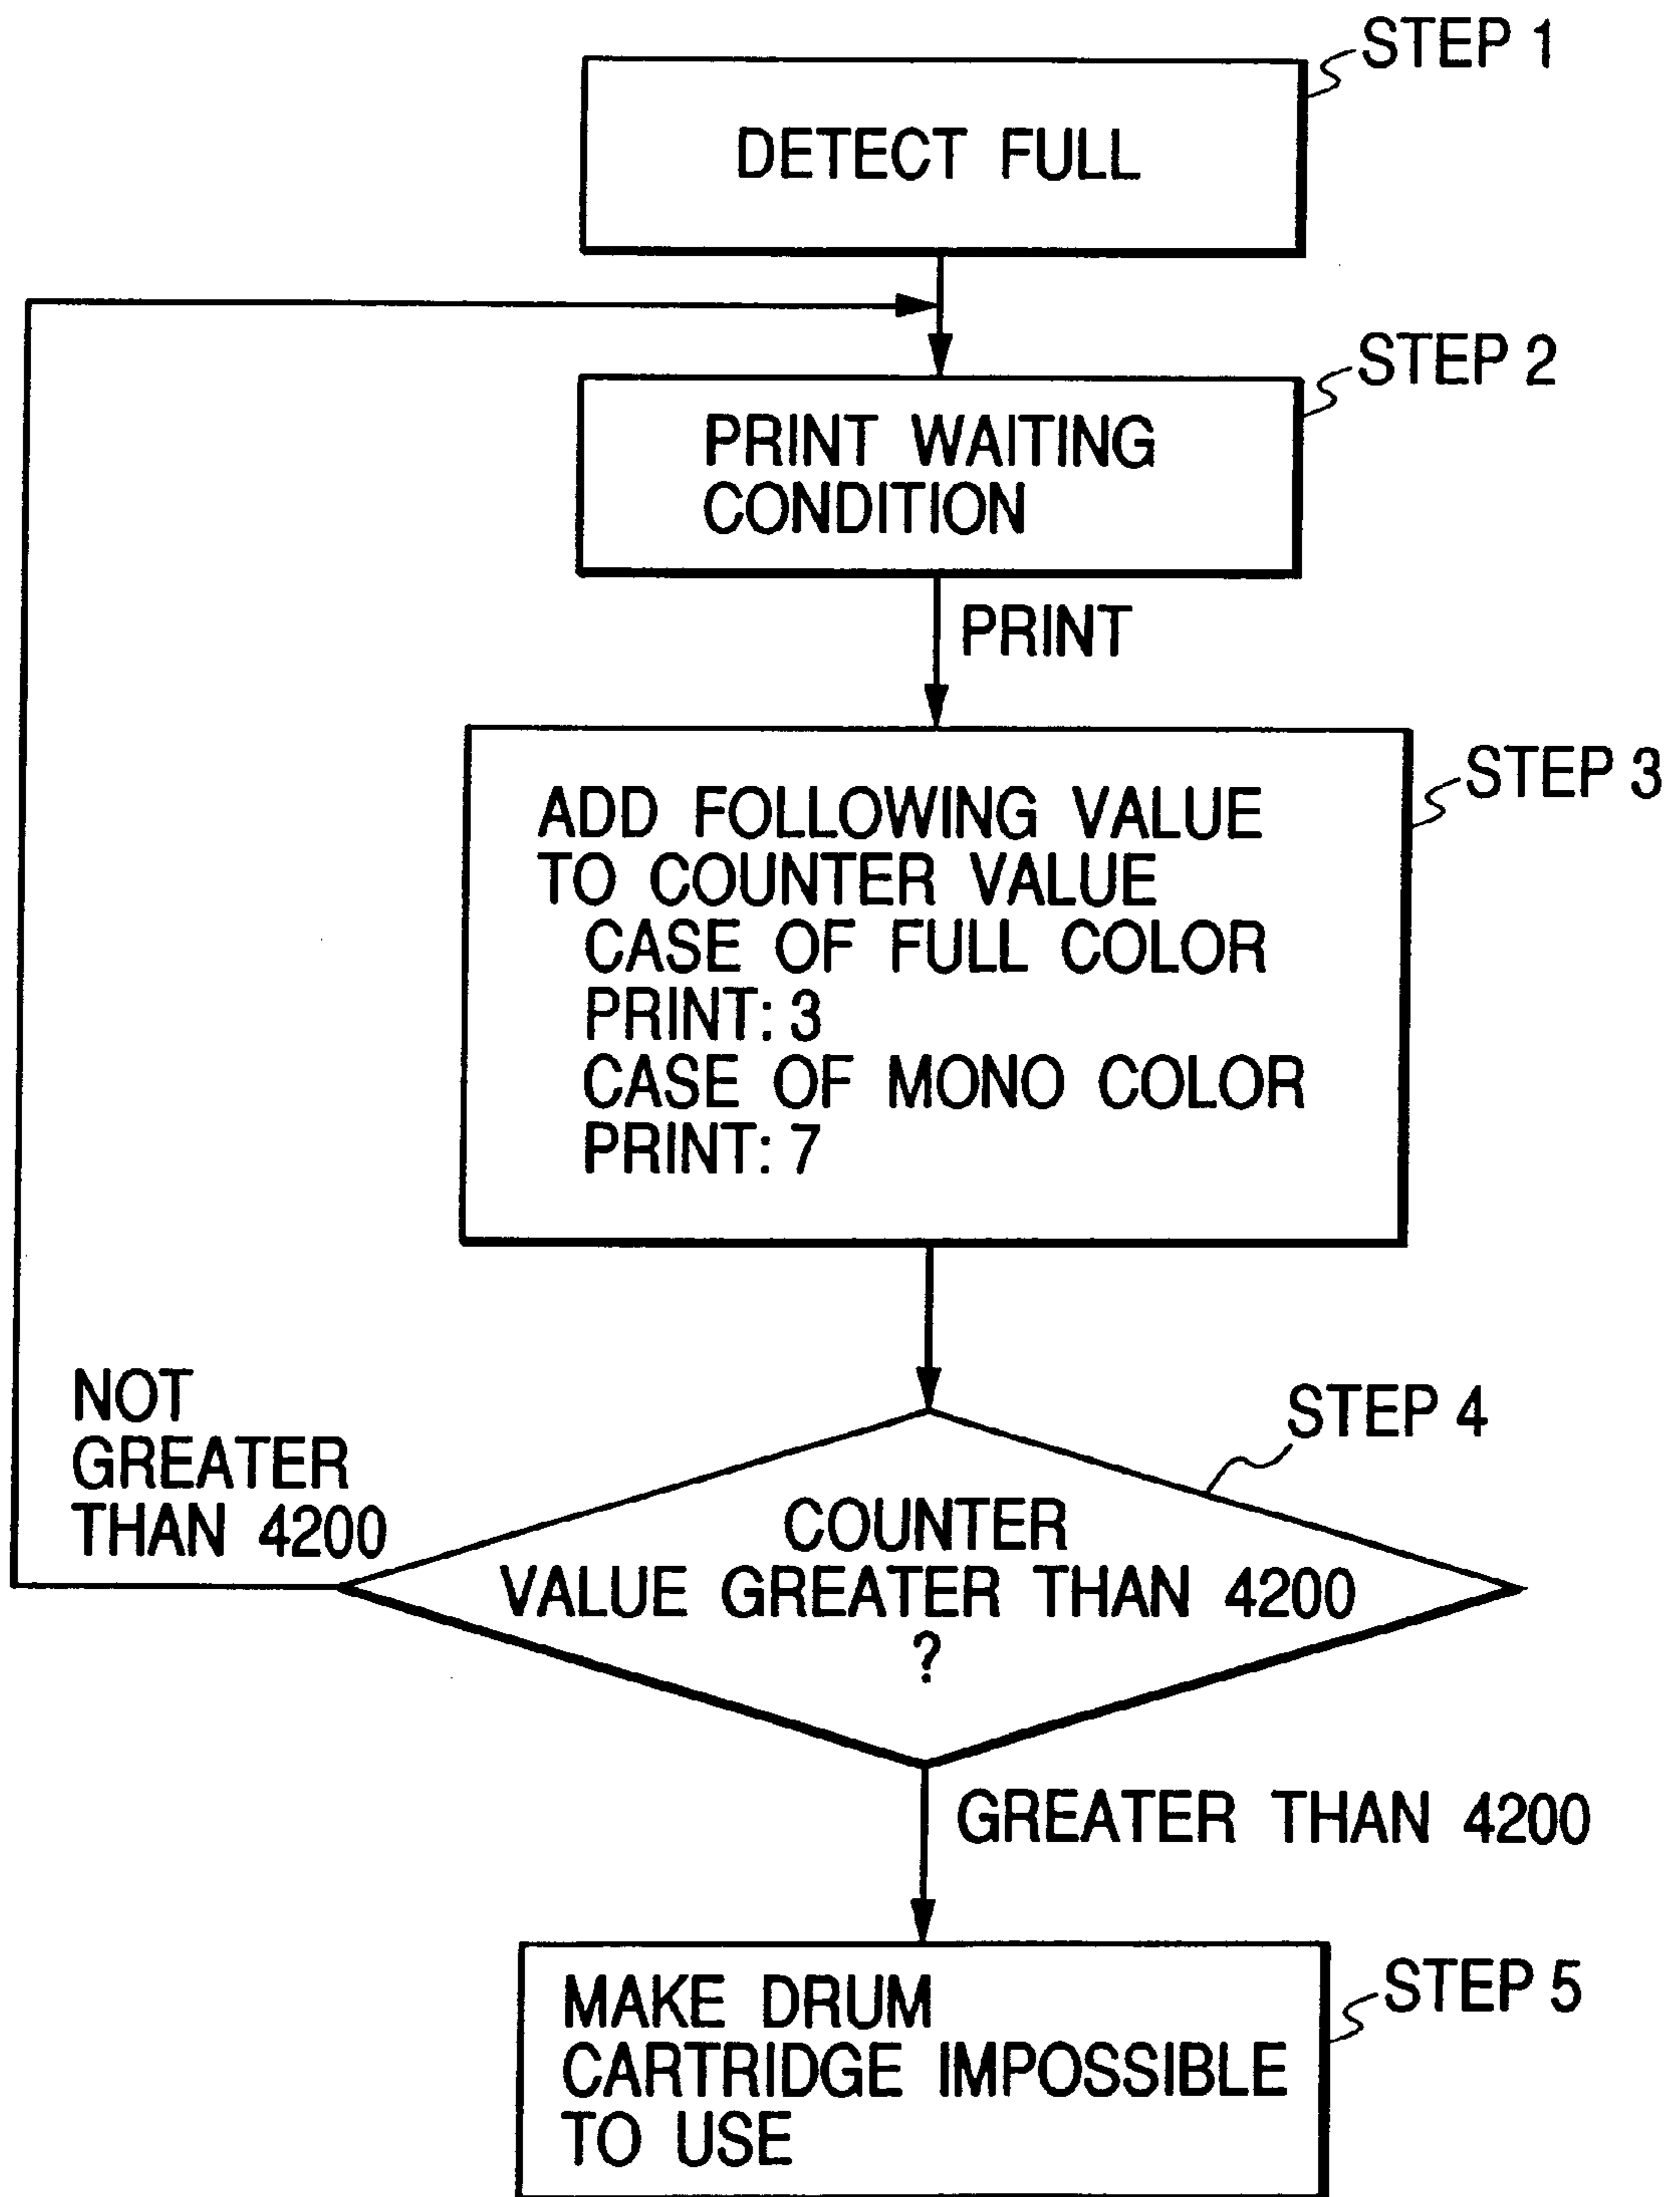 STEP 1
DETECT FULL
STEP 2
PRINT WAITING
CONDITION
PRINT
STEP 3
ADD FOLLOWING VALUE
TO COUNTER VALUE
CASE OF FULL COLOR
PRINT: 3
CASE OF MONO COLOR
PRINT: 7
NOT
GREATER
THAN 4200
STEP 4
COUNTER
VALUE GREATER THAN 4200
?
GREATER THAN 4200
STEP 5
MAKE DRUM
CARTRIDGE IMPOSSIBLE
TO USE